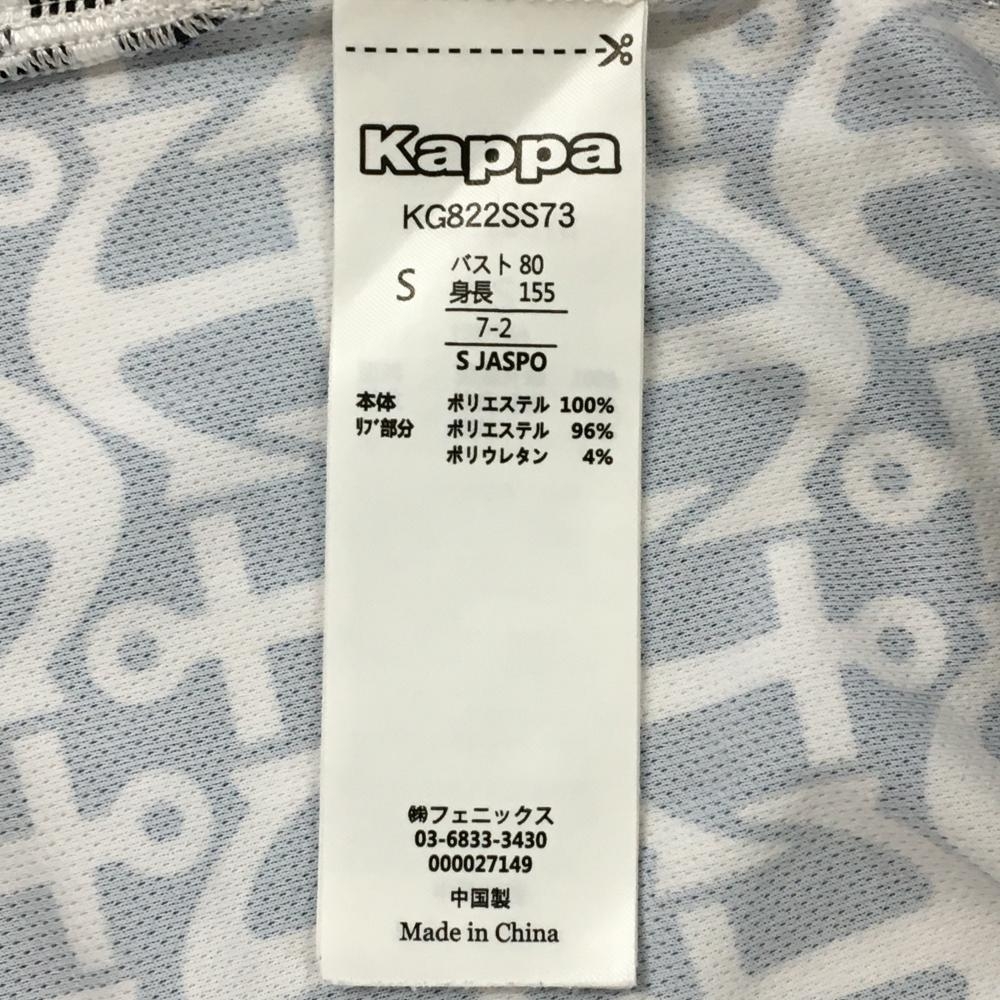 Kappa
KG822SS73
S バスト 80
身長 155
7-2
S JASPO
本体 ポリエステル 100%
ﾘﾌﾞ部分 ポリエステル 96%
ポリウレタン 4%
㈱フェニックス
03-6833-3430
000027149
中国製
Made in China